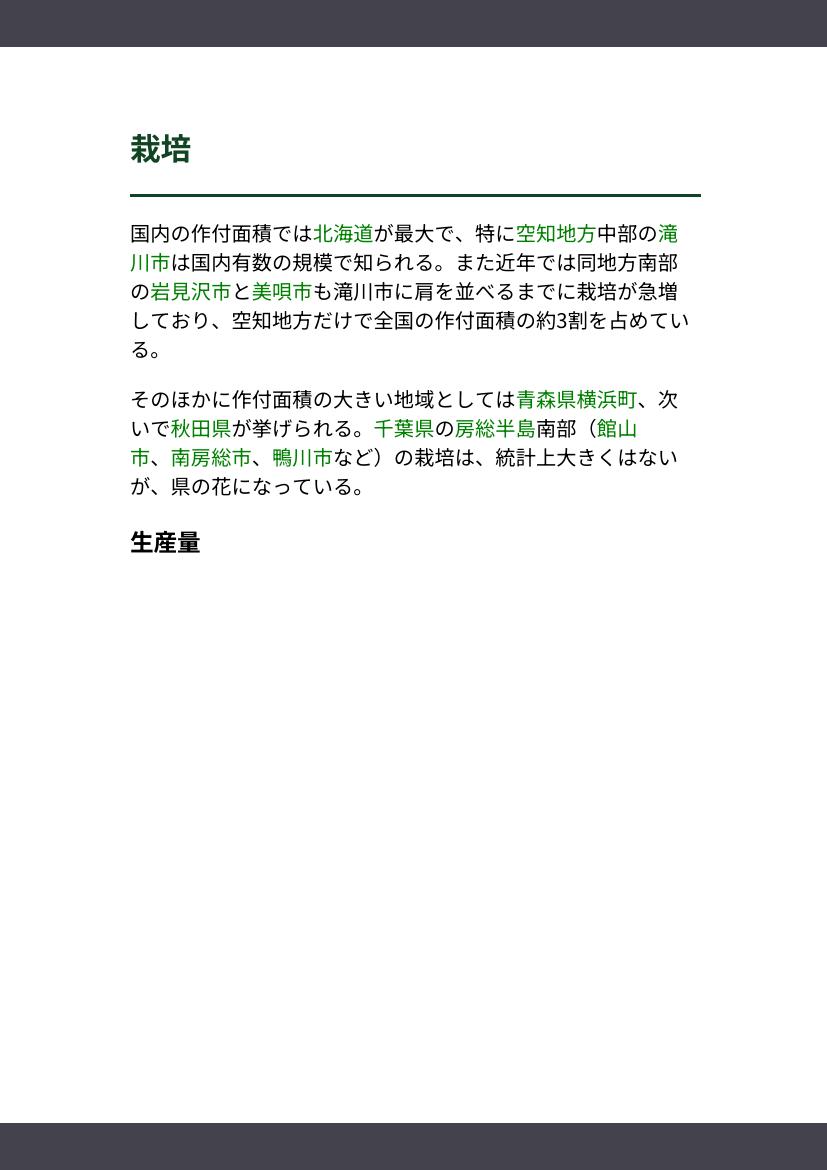 栽培
国内の作付面積では北海道が最大で、特に空知地方中部の滝
川市は国内有数の規模で知られる。また近年では同地方南部
の岩見沢市と美唄市も滝川市に肩を並べるまでに栽培が急増
しており、空知地方だけで全国の作付面積の約3割を占めてい
る。
そのほかに作付面積の大きい地域としては青森県横浜町、次
いで秋田県が挙げられる。千葉県の房総半島南部（館山
市、南房総市、鴨川市など）の栽培は、統計上大きくはない
が、県の花になっている。
生産量